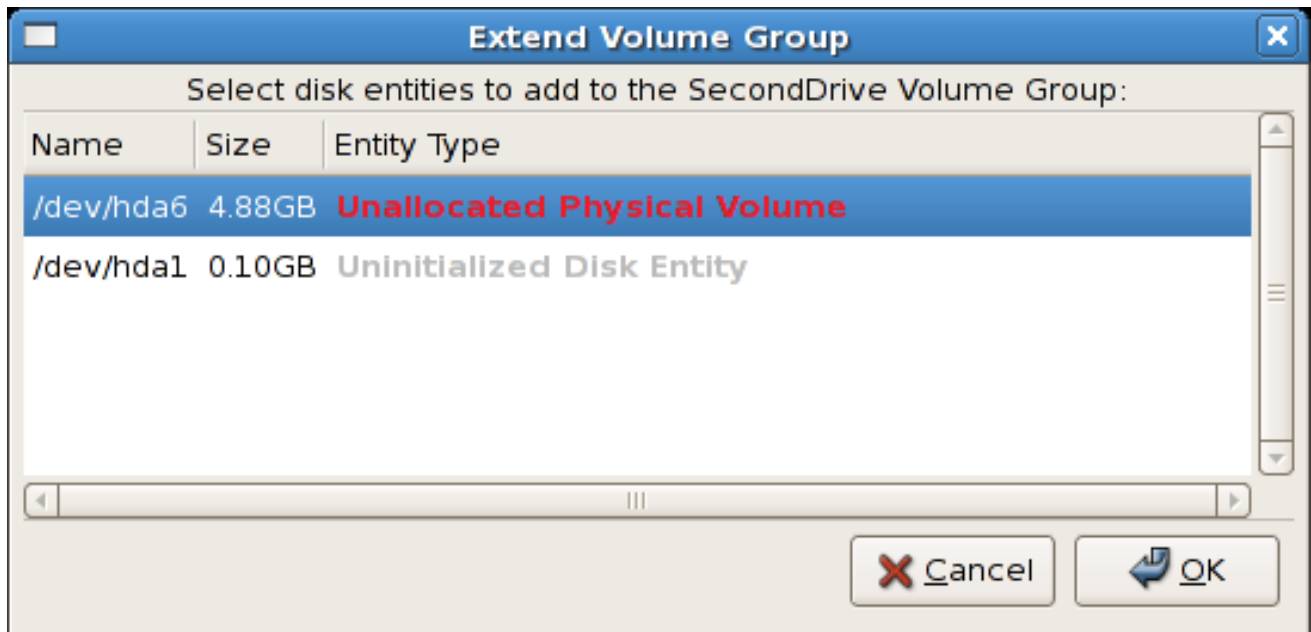 Extend Volume Group
Select disk entities to add to the SecondDrive Volume Group:
Name Size Entity Type
/dev/hda6 4.88GB Unallocated Physical Volume
/dev/hda1 0.10GB Uninitialized Disk Entity
Cancel OK